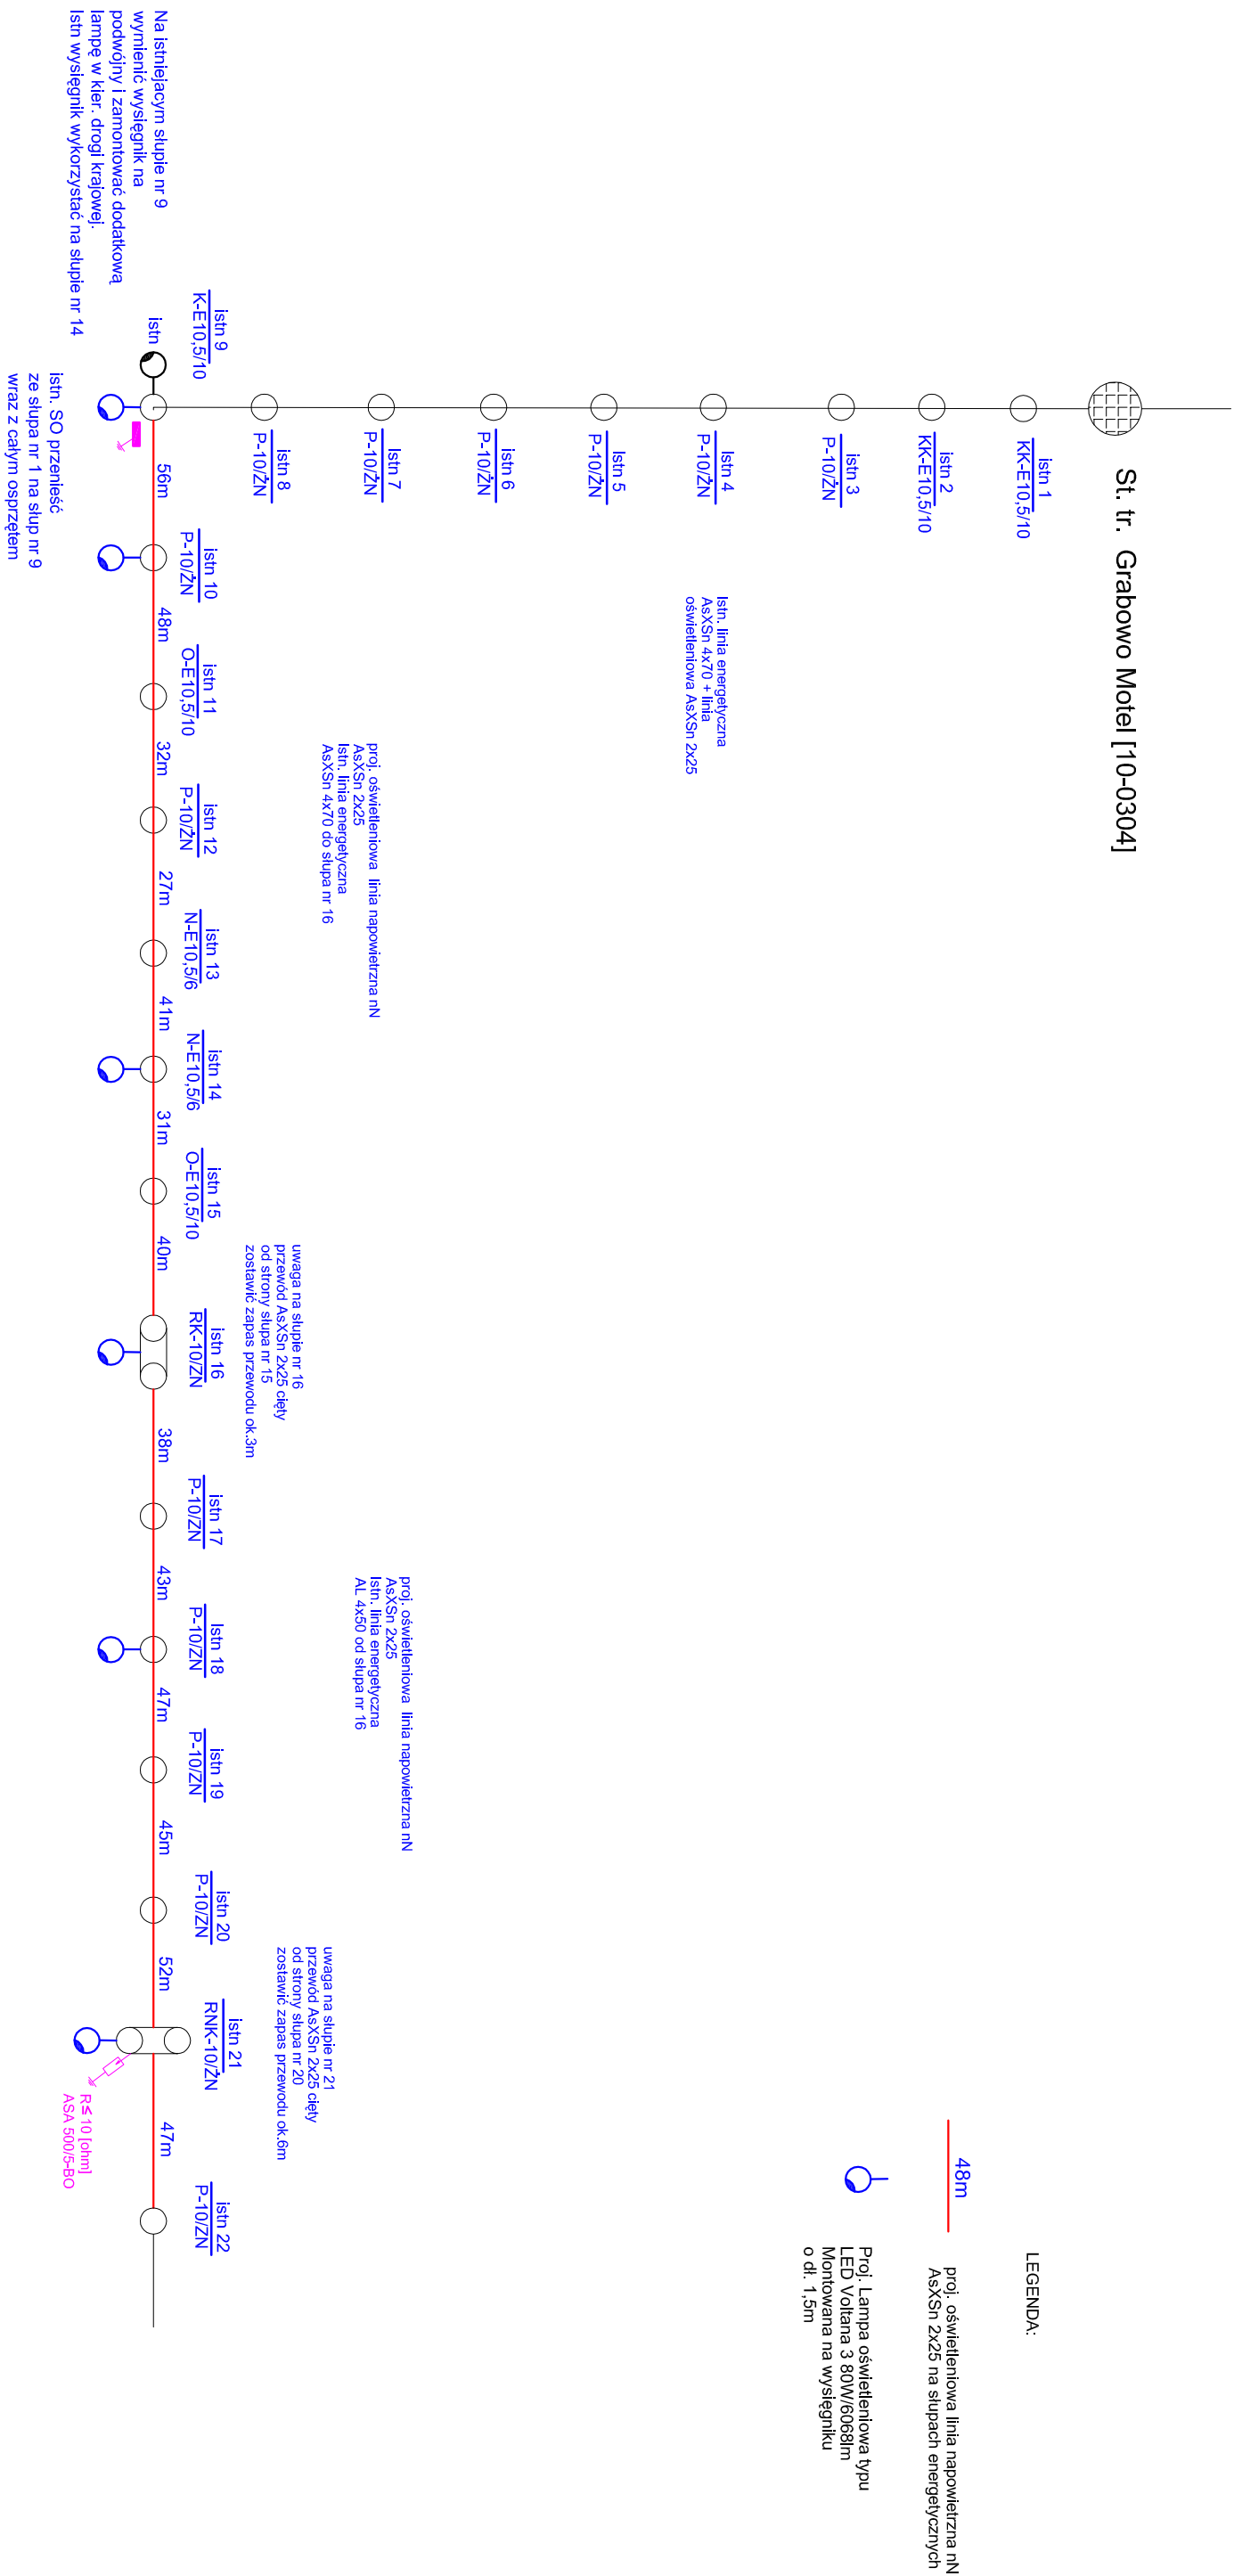 St. tr. Grabowo Motel [10-0304]
istn 1
KK-E10,5/10
istn 2
KK-E10,5/10
istn 3
P-10/ŻN
istn 4
P-10/ŻN
istn 5
P-10/ŻN
istn 6
P-10/ŻN
istn 7
P-10/ŻN
istn 8
P-10/ŻN
istn 9
K-E10,5/10
istn
Istn. linia energetyczna
AsXSn 4x70 + linia
oświetleniowa AsXSn 2x25
Na istniejacym słupie nr 9
wymienić wysięgnik na
podwójny i zamontować dodatkową
lampę w kier. drogi krajowej.
Istn wysięgnik wykorzystać na słupie nr 14
istn. SO przenieść
ze słupa nr 1 na słup nr 9
wraz z całym osprzętem
56m
istn 10
P-10/ŻN
48m
istn 11
O-E10,5/10
32m
istn 12
P-10/ŻN
27m
istn 13
N-E10,5/6
41m
istn 14
N-E10,5/6
31m
istn 15
O-E10,5/10
40m
istn 16
RK-10/ŻN
38m
istn 17
P-10/ŻN
43m
istn 18
P-10/ŻN
47m
istn 19
P-10/ŻN
45m
istn 20
P-10/ŻN
52m
istn 21
RNK-10/ŻN
47m
istn 22
P-10/ŻN
proj. oświetleniowa linia napowietrzna nN
AsXSn 2x25
Istn. linia energetyczna
AsXSn 4x70 do słupa nr 16
uwaga na słupie nr 16
przewód AsXSn 2x25 cięty
od strony słupa nr 15
zostawić zapas przewodu ok.3m
proj. oświetleniowa linia napowietrzna nN
AsXSn 2x25
Istn. linia energetyczna
AL 4x50 od słupa nr 16
uwaga na słupie nr 21
przewód AsXSn 2x25 cięty
od strony słupa nr 20
zostawić zapas przewodu ok.6m
R≤10 [ohm]
ASA 500/5-BO
LEGENDA:
48m
proj. oświetleniowa linia napowietrzna nN
AsXSn 2x25 na słupach energetycznych
Proj. Lampa oświetleniowa typu
LED Voltana 3 80W/6068lm
Montowana na wysięgniku
o dł. 1,5m